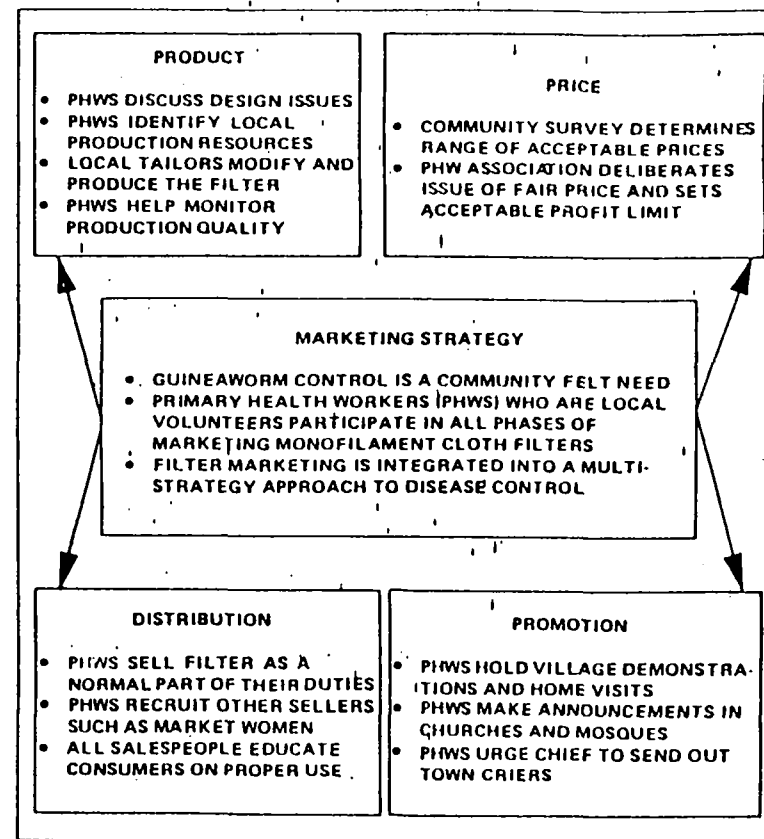 PRODUCT
• PHWS DISCUSS DESIGN ISSUES
• PHWS IDENTIFY LOCAL
PRODUCTION RESOURCES
• LOCAL TAILORS MODIFY AND
PRODUCE THE FILTER
• PHWS HELP MONITOR
PRODUCTION QUALITY
PRICE
• COMMUNITY SURVEY DETERMINES
RANGE OF ACCEPTABLE PRICES
• PHW ASSOCIATION DELIBERATES
ISSUE OF FAIR PRICE AND SETS
ACCEPTABLE PROFIT LIMIT
MARKETING STRATEGY
• GUINEAWORM CONTROL IS A COMMUNITY FELT NEED
• PRIMARY HEALTH WORKERS (PHWS) WHO ARE LOCAL
VOLUNTEERS PARTICIPATE IN ALL PHASES OF
MARKETING MONOFILAMENT CLOTH FILTERS
• FILTER MARKETING IS INTEGRATED INTO A MULTI-
STRATEGY APPROACH TO DISEASE CONTROL
DISTRIBUTION
• PHWS SELL FILTER AS A
NORMAL PART OF THEIR DUTIES
• PHWS RECRUIT OTHER SELLERS
SUCH AS MARKET WOMEN
• ALL SALESPEOPLE EDUCATE
CONSUMERS ON PROPER USE
PROMOTION
• PHWS HOLD VILLAGE DEMONSTRA-
TIONS AND HOME VISITS
• PHWS MAKE ANNOUNCEMENTS IN
CHURCHES AND MOSQUES
• PHWS URGE CHIEF TO SEND OUT
TOWN CRIERS